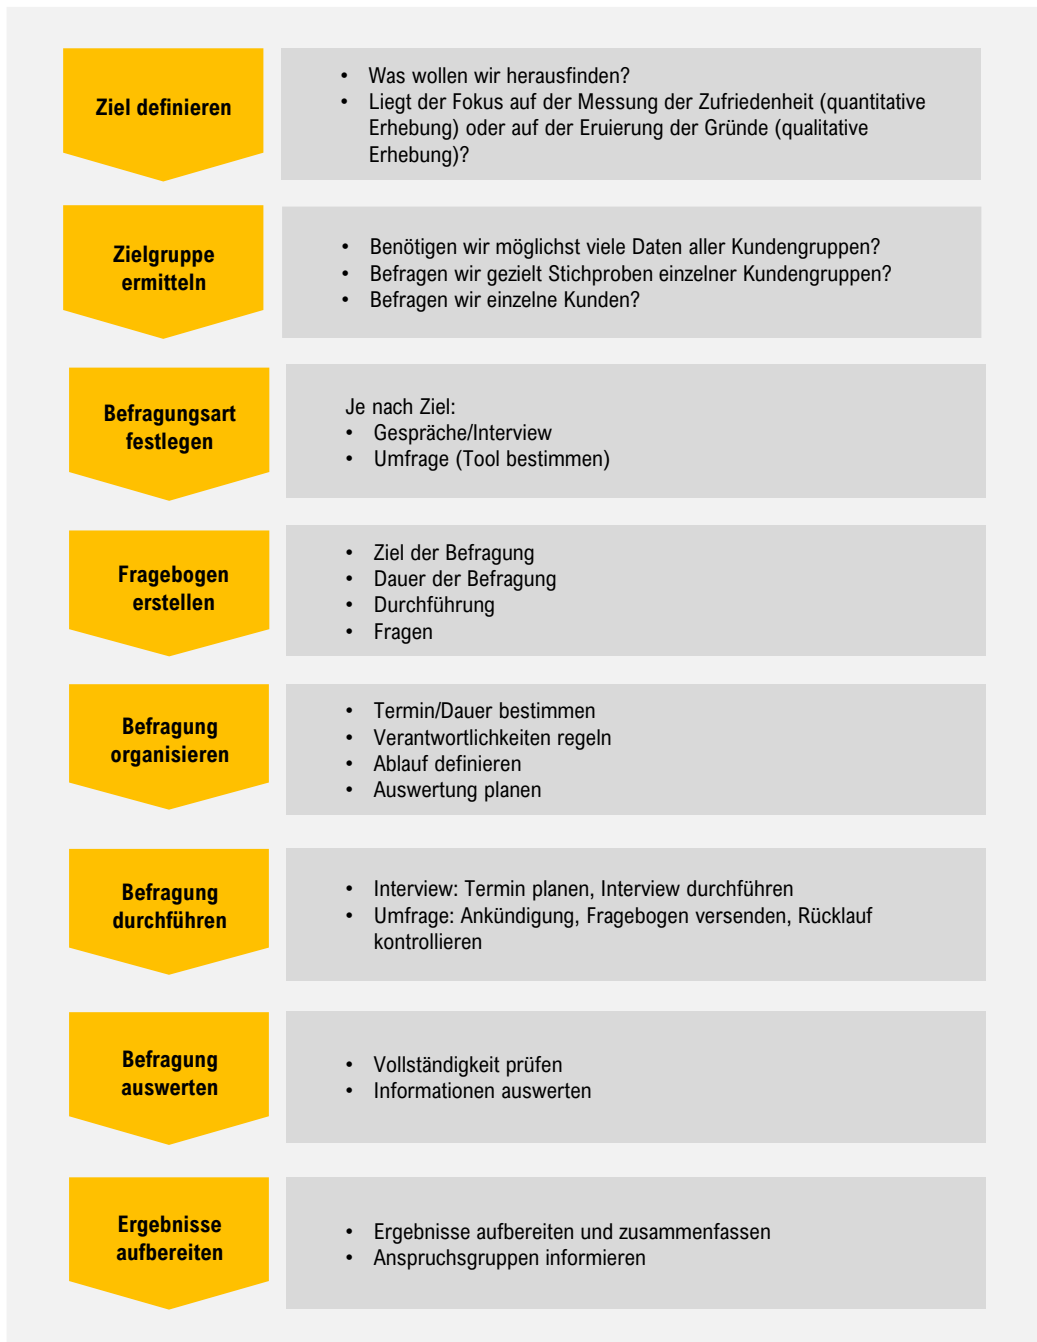 Ziel definieren
• Was wollen wir herausfinden?
• Liegt der Fokus auf der Messung der Zufriedenheit (quantitative
Erhebung) oder auf der Eruierung der Gründe (qualitative
Erhebung)?
Zielgruppe
ermitteln
• Benötigen wir möglichst viele Daten aller Kundengruppen?
• Befragen wir gezielt Stichproben einzelner Kundengruppen?
• Befragen wir einzelne Kunden?
Befragungsart
festlegen
Je nach Ziel:
• Gespräche/Interview
• Umfrage (Tool bestimmen)
Fragebogen
erstellen
• Ziel der Befragung
• Dauer der Befragung
• Durchführung
• Fragen
Befragung
organisieren
• Termin/Dauer bestimmen
• Verantwortlichkeiten regeln
• Ablauf definieren
• Auswertung planen
Befragung
durchführen
• Interview: Termin planen, Interview durchführen
• Umfrage: Ankündigung, Fragebogen versenden, Rücklauf
kontrollieren
Befragung
auswerten
• Vollständigkeit prüfen
• Informationen auswerten
Ergebnisse
aufbereiten
• Ergebnisse aufbereiten und zusammenfassen
• Anspruchsgruppen informieren